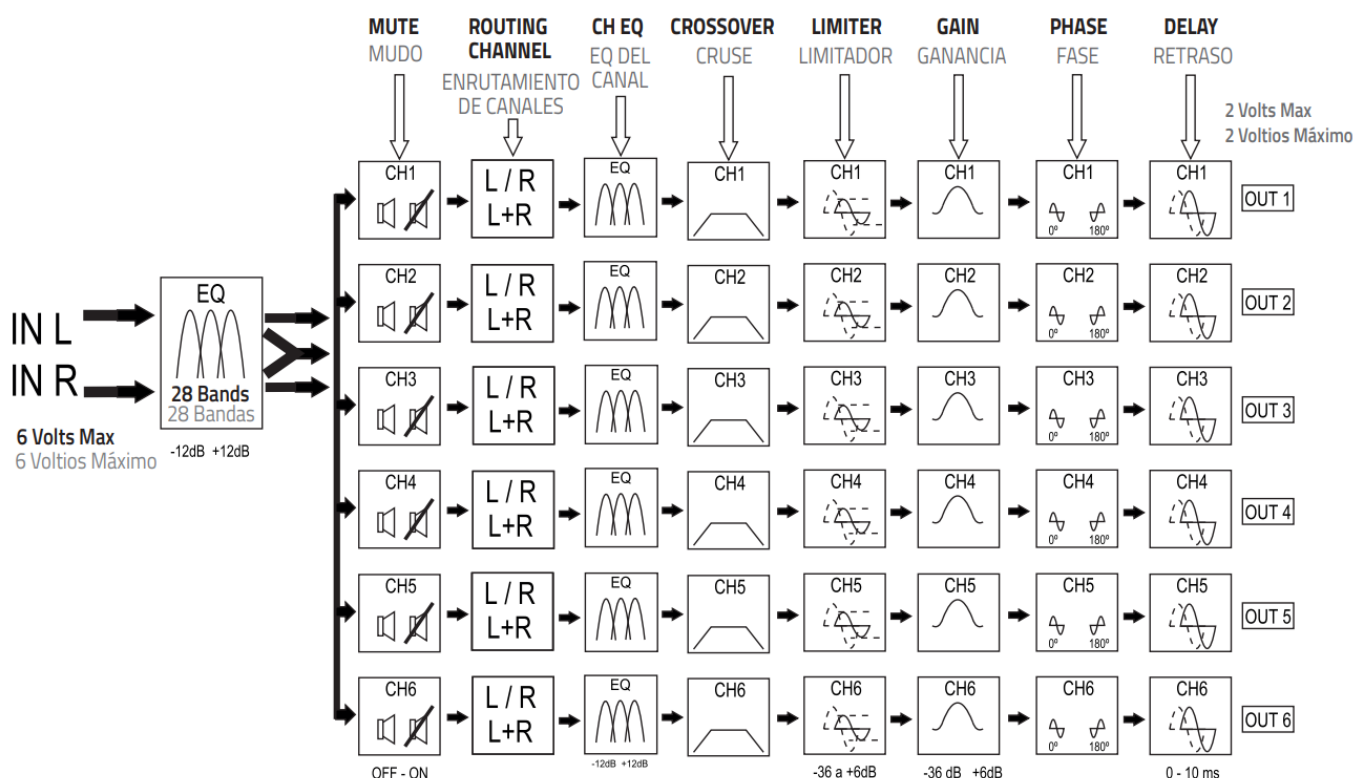 MUTE
MUDO
ROUTING
CHANNEL
ENRUTAMIENTO
DE CANALES
CH EQ
EQ DEL
CANAL
CROSSOVER
CRUSE
LIMITER
LIMITADOR
GAIN
GANANCIA
PHASE
FASE
DELAY
RETRASO
2 Volts Max
2 Voltios Máximo
IN L
IN R
6 Volts Max
6 Voltios Máximo
EQ
28 Bands
28 Bandas
-12dB +12dB
CH1
L / R
L+R
EQ
CH1
CH1
CH1
CH1
0º 180º
CH1
OUT 1
CH2
L / R
L+R
EQ
CH2
CH2
CH2
CH2
0º 180º
CH2
OUT 2
CH3
L / R
L+R
EQ
CH3
CH3
CH3
CH3
0º 180º
CH3
OUT 3
CH4
L / R
L+R
EQ
CH4
CH4
CH4
CH4
0º 180º
CH4
OUT 4
CH5
L / R
L+R
EQ
CH5
CH5
CH5
CH5
0º 180º
CH5
OUT 5
CH6
L / R
L+R
EQ
CH6
CH6
CH6
CH6
0º 180º
CH6
OUT 6
OFF - ON
-12dB +12dB
-36 a +6dB
-36 dB +6dB
0 - 10 ms